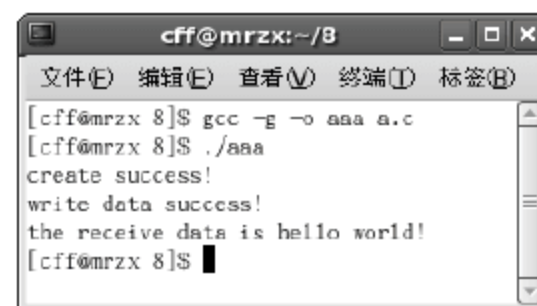 cff@mrzx:~/8
文件(F) 编辑(E) 查看(V) 终端(T) 标签(B)
[cff@mrzx 8]$ gcc -g -o aaa a.c
[cff@mrzx 8]$ ./aaa
create success!
write data success!
the receive data is hello world!
[cff@mrzx 8]$